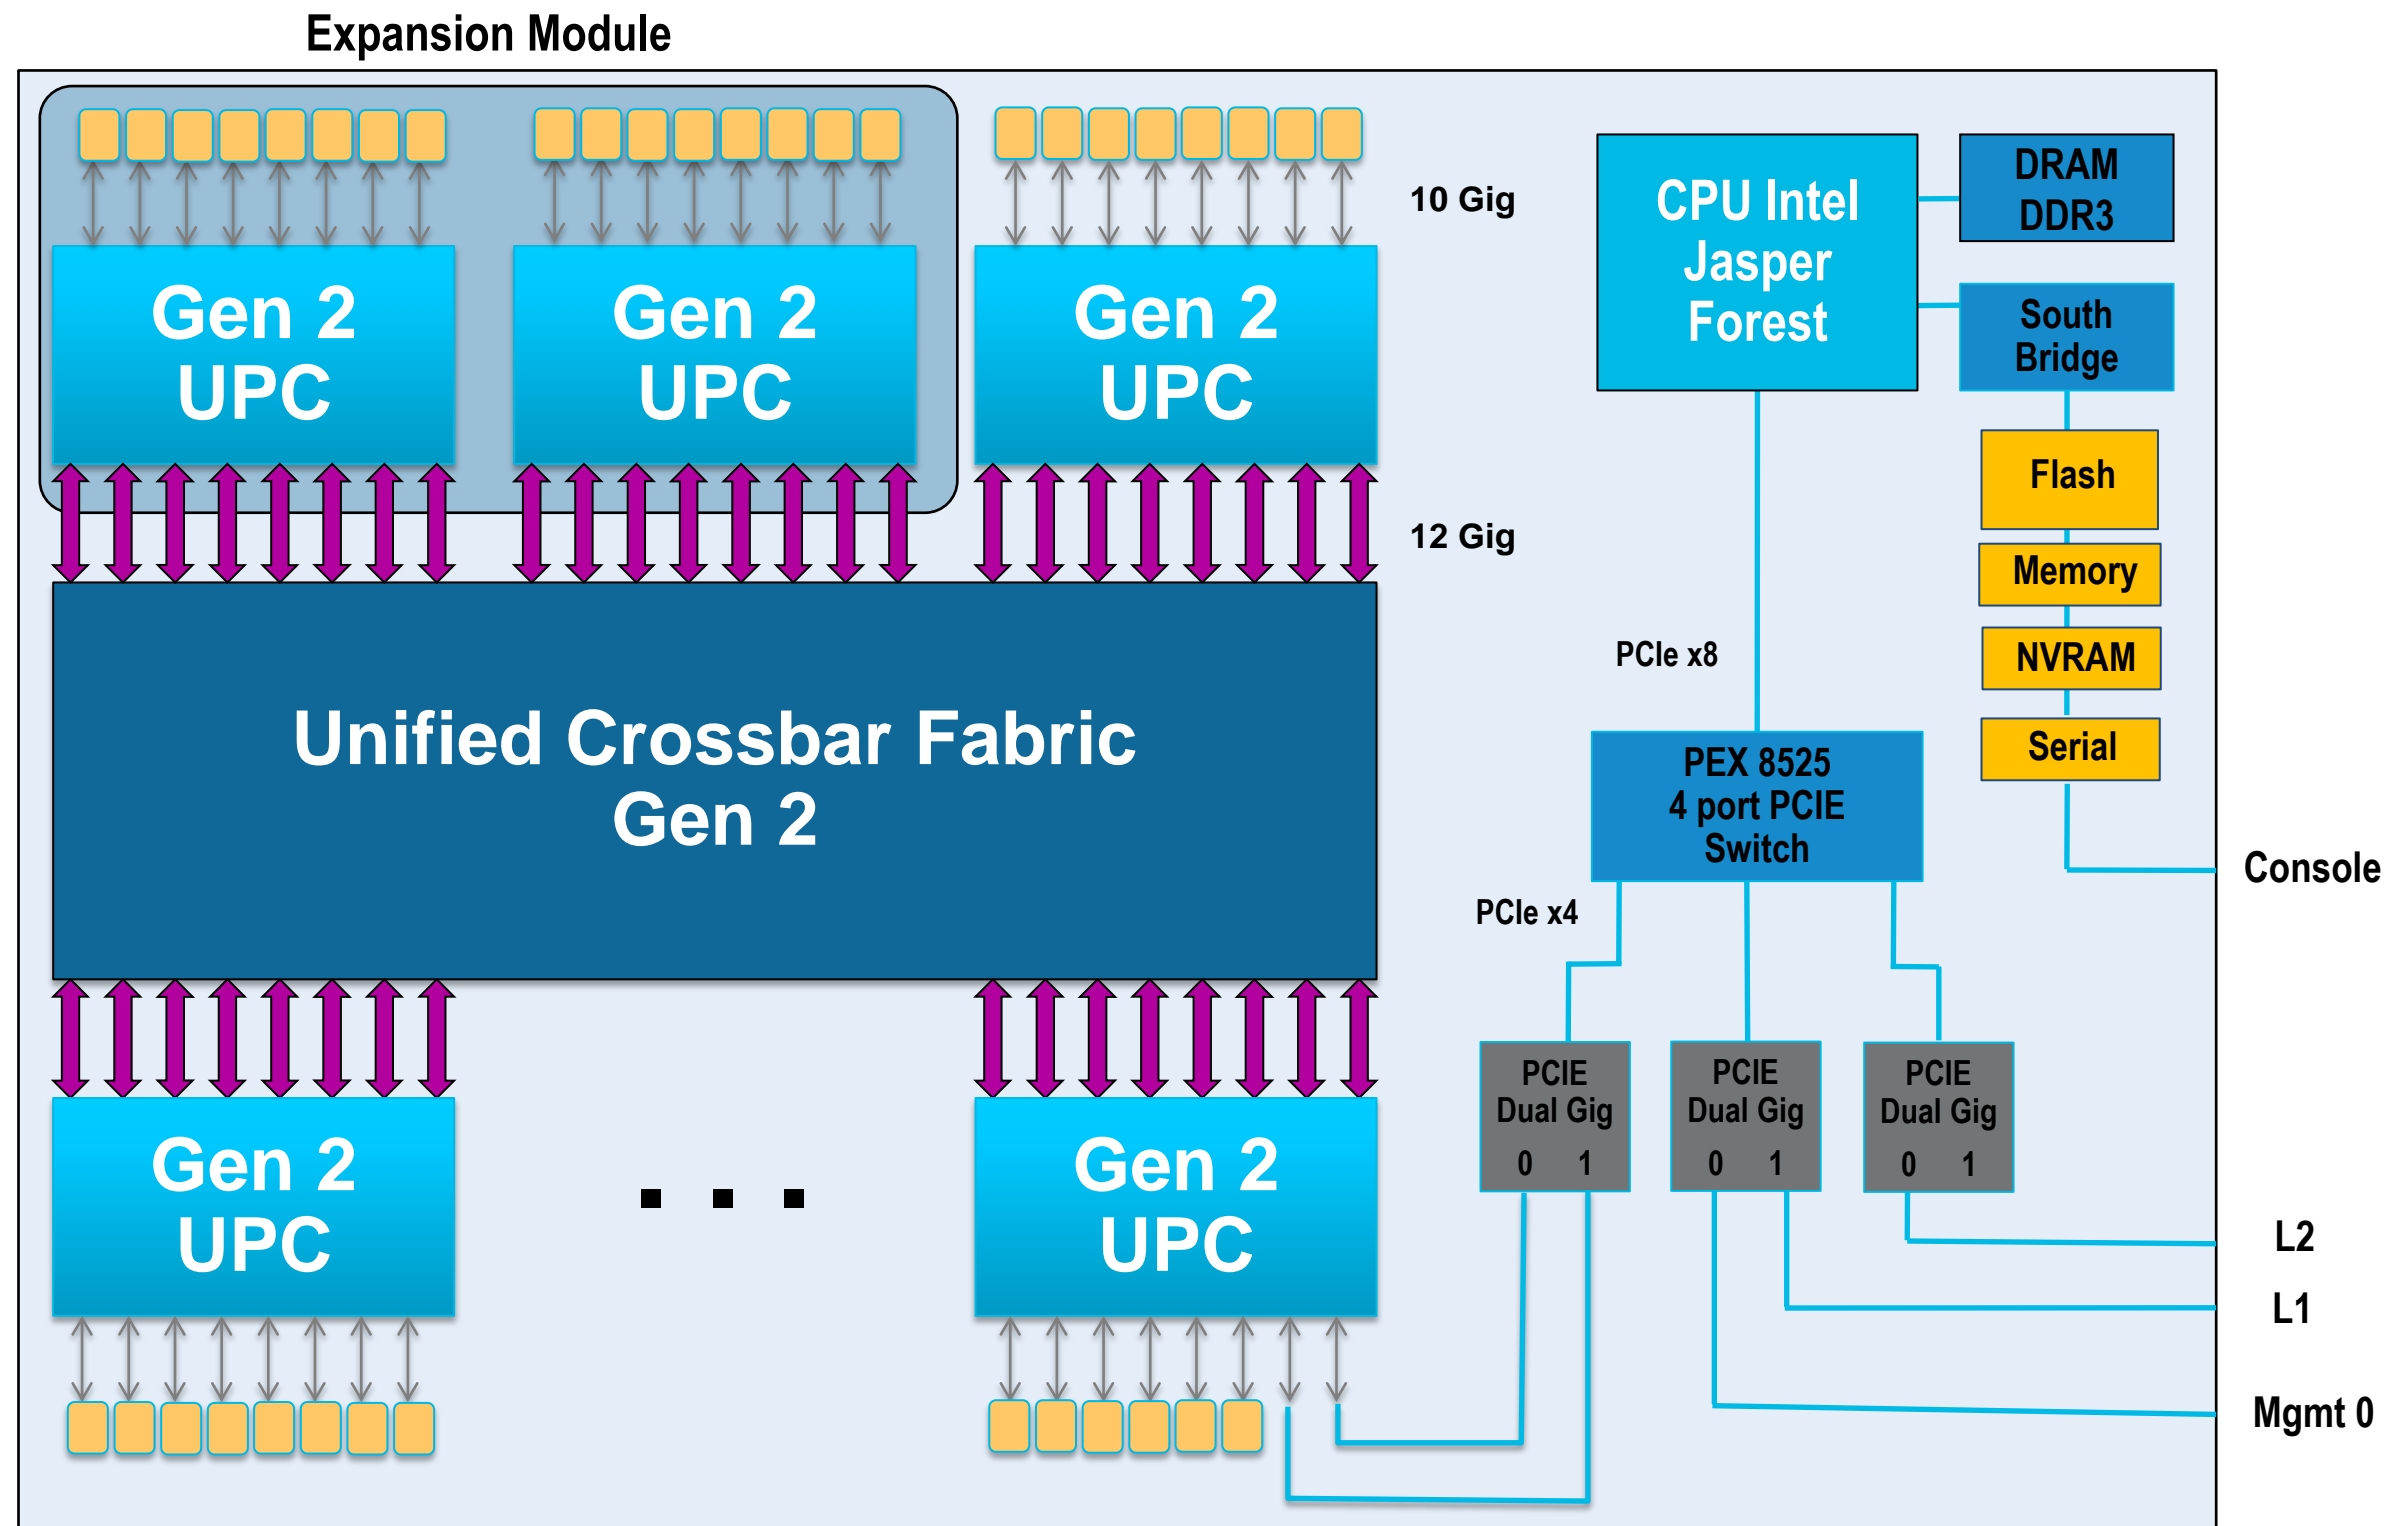 Expansion Module
Gen 2
UPC
Gen 2
UPC
Gen 2
UPC
10 Gig
12 Gig
Unified Crossbar Fabric
Gen 2
Gen 2
UPC
. . .
Gen 2
UPC
CPU Intel
Jasper
Forest
DRAM
DDR3
South
Bridge
Flash
Memory
NVRAM
Serial
Console
PCIe x8
PEX 8525
4 port PCIE
Switch
PCIe x4
PCIE
Dual Gig
0 1
PCIE
Dual Gig
0 1
PCIE
Dual Gig
0 1
L2
L1
Mgmt 0